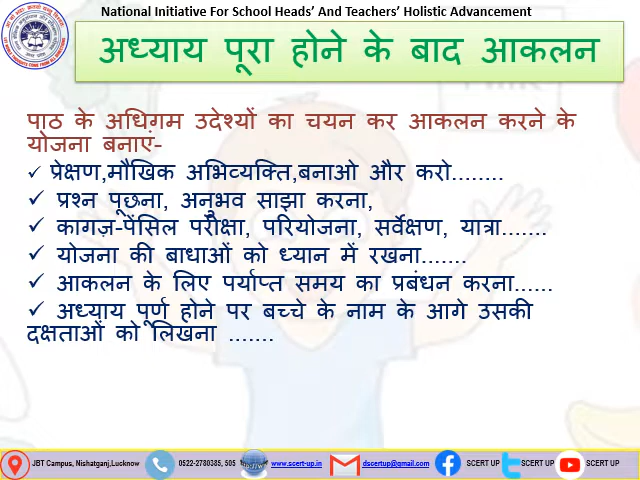 National Initiative For School Heads’ And Teachers’ Holistic Advancement
अध्याय पूरा होने के बाद आकलन
पाठ के अधिगम उदेश्यों का चयन कर आकलन करने के
योजना बनाएं-
✓ प्रेक्षण,मौखिक अभिव्यक्ति,बनाओ और करो........
✓ प्रश्न पूछना, अनुभव साझा करना,
✓ कागज़-पेंसिल परीक्षा, परियोजना, सर्वेक्षण, यात्रा.......
✓ योजना की बाधाओं को ध्यान में रखना.......
✓ आकलन के लिए पर्याप्त समय का प्रबंधन करना......
✓ अध्याय पूर्ण होने पर बच्चे के नाम के आगे उसकी
दक्षताओं को लिखना .......
JBT Campus, Nishatganj,Lucknow 0522-2780385, 505 www.scert-up.in dscertup@gmail.com SCERT UP SCERT UP SCERT UP